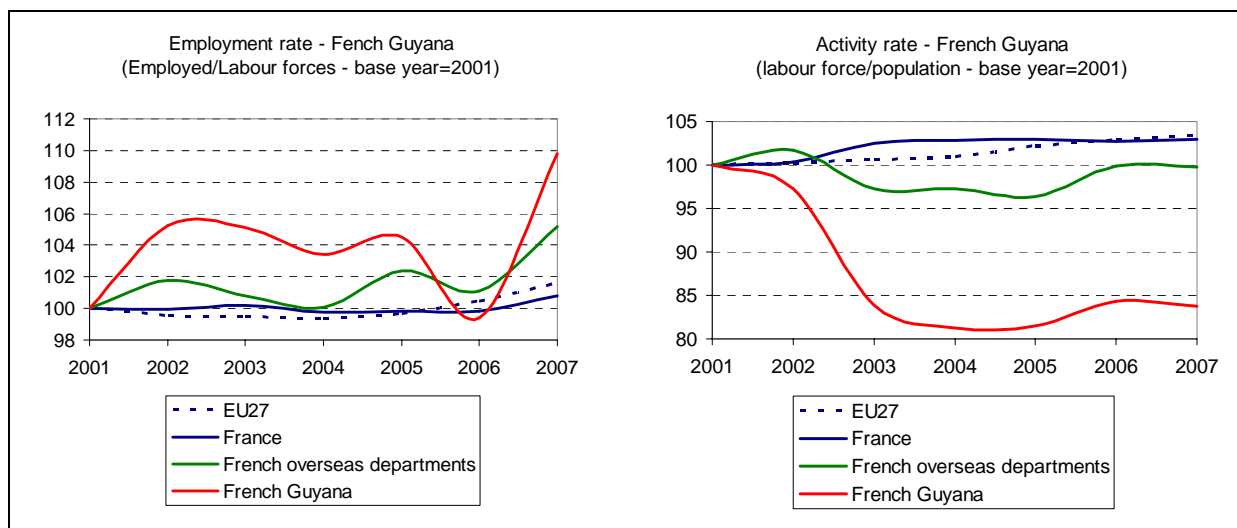 Employment rate - Fench Guyana
(Employed/Labour forces - base year=2001)
112
110
108
106
104
102
100
98
2001 2002 2003 2004 2005 2006 2007
EU27
France
French overseas departments
French Guyana
Activity rate - French Guyana
(labour force/population - base year=2001)
105
100
95
90
85
80
2001 2002 2003 2004 2005 2006 2007
EU27
France
French overseas departments
French Guyana